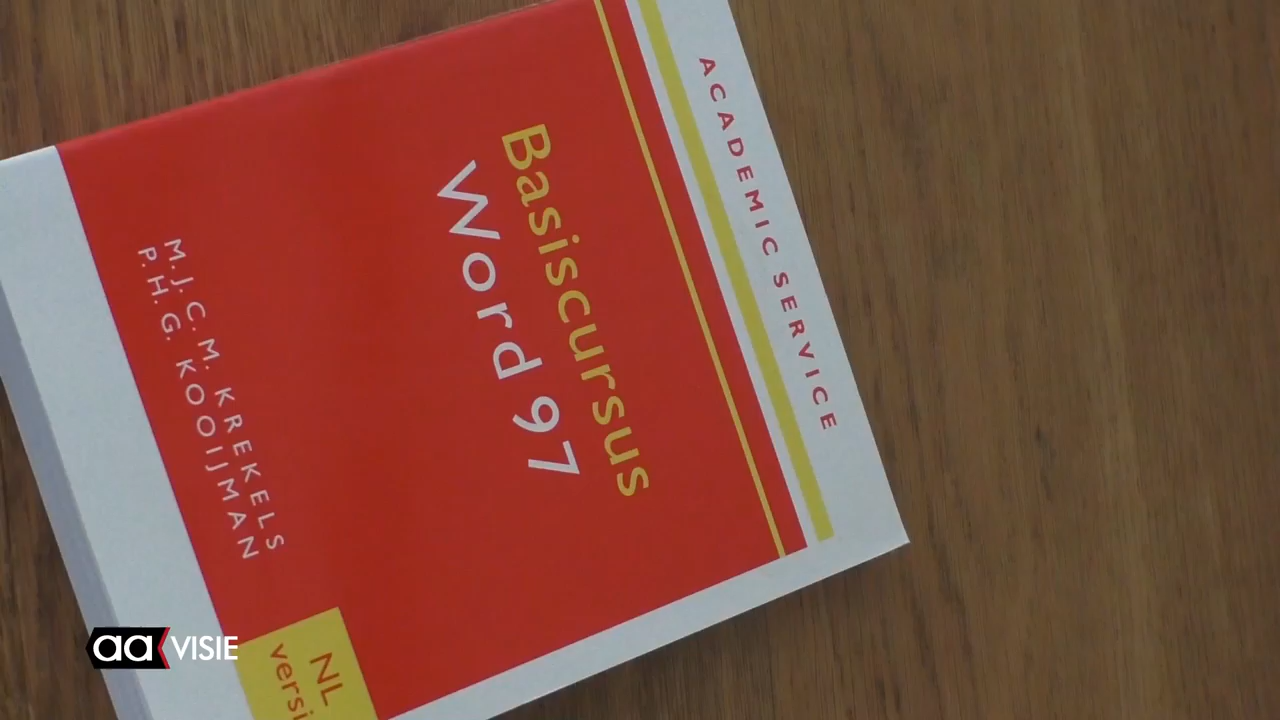 ACADEMIC SERVICE
Basiscursus
Word 97
M.J.C.M. KREKELS
P.H.G. KOOIJMAN
NL
aa VISIE